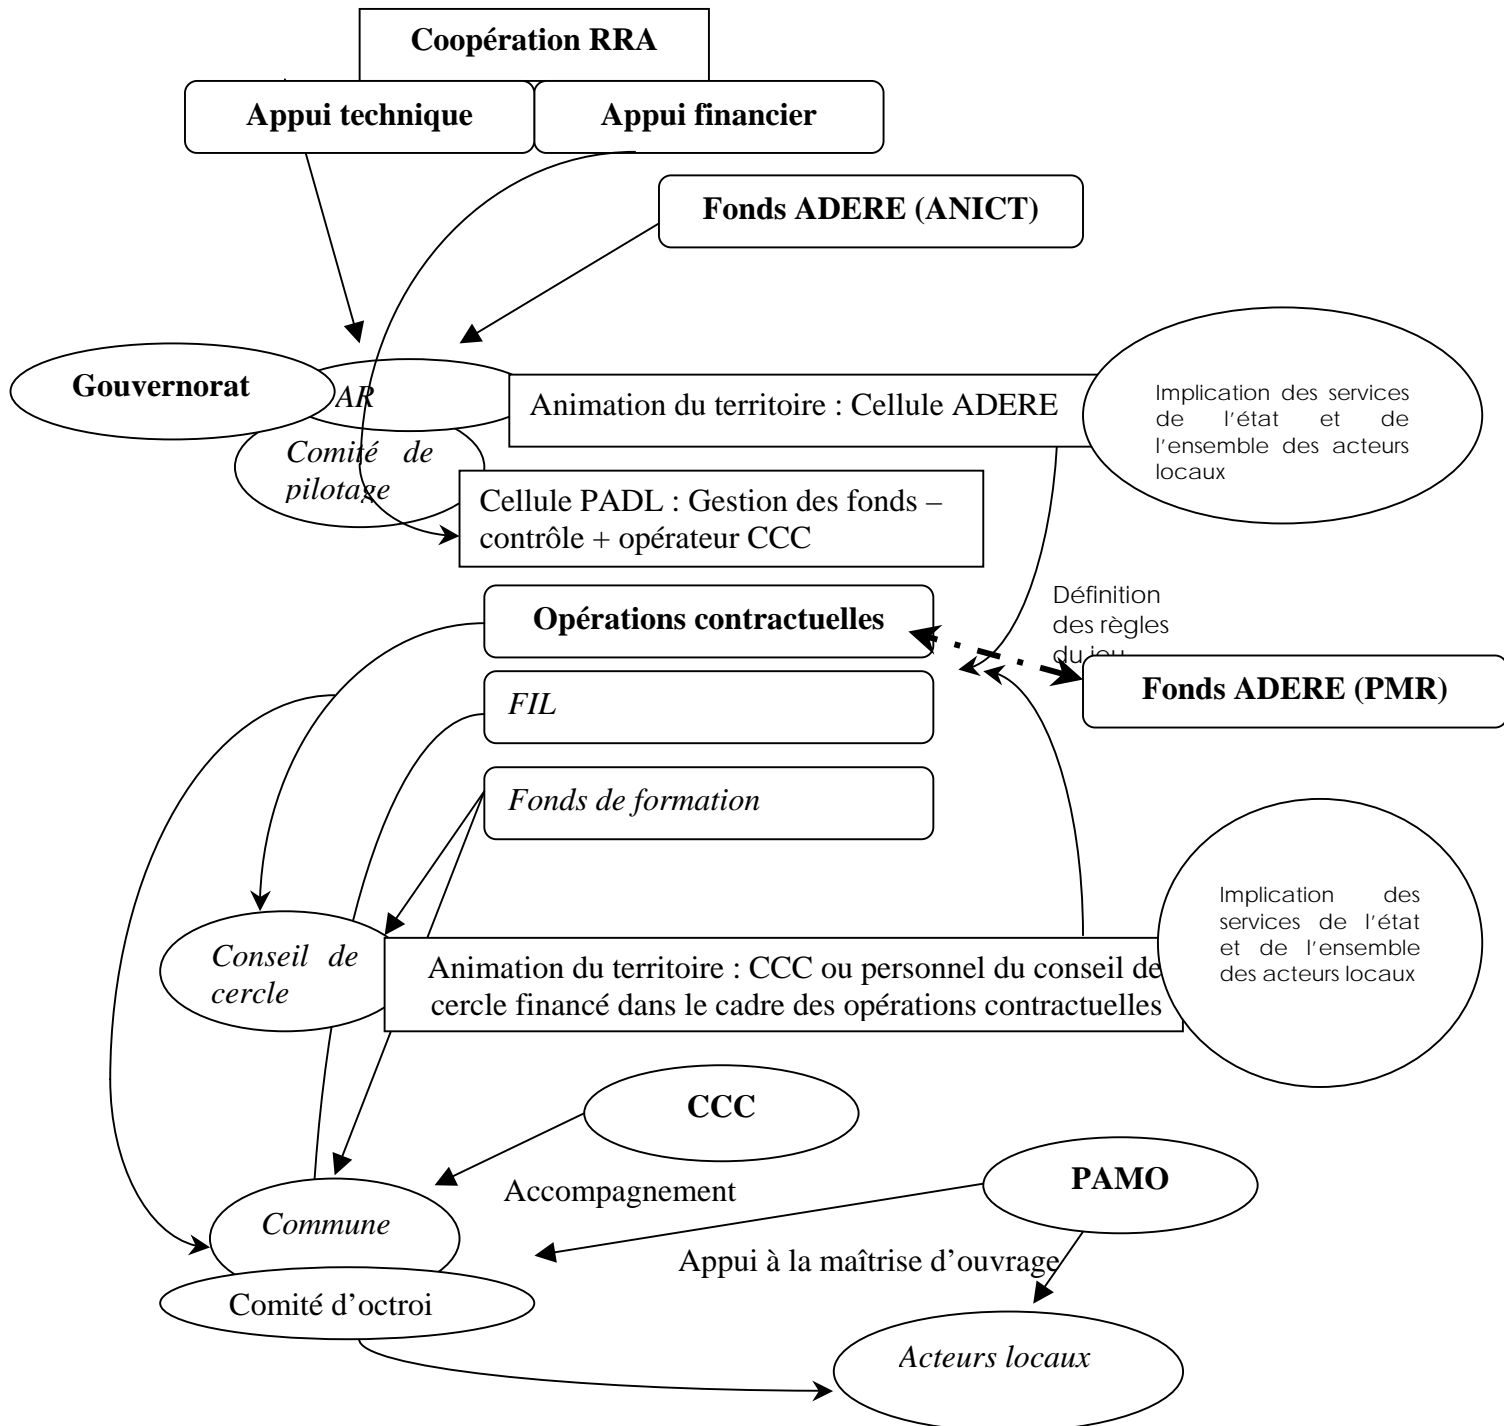 Coopération RRA
Appui technique
Appui financier
Fonds ADERE (ANICT)
Gouvernorat
AR
Animation du territoire : Cellule ADERE
Implication des services
de l'état et de
l'ensemble des acteurs
locaux
Comité de
pilotage
Cellule PADL : Gestion des fonds –
contrôle + opérateur CCC
Définition
des règles
du jeu
Opérations contractuelles
Fonds ADERE (PMR)
FIL
Fonds de formation
Implication des
services de l'état
et de l'ensemble
des acteurs locaux
Conseil de
cercle
Animation du territoire : CCC ou personnel du conseil de
cercle financé dans le cadre des opérations contractuelles
CCC
PAMO
Accompagnement
Commune
Appui à la maîtrise d'ouvrage
Comité d'octroi
Acteurs locaux